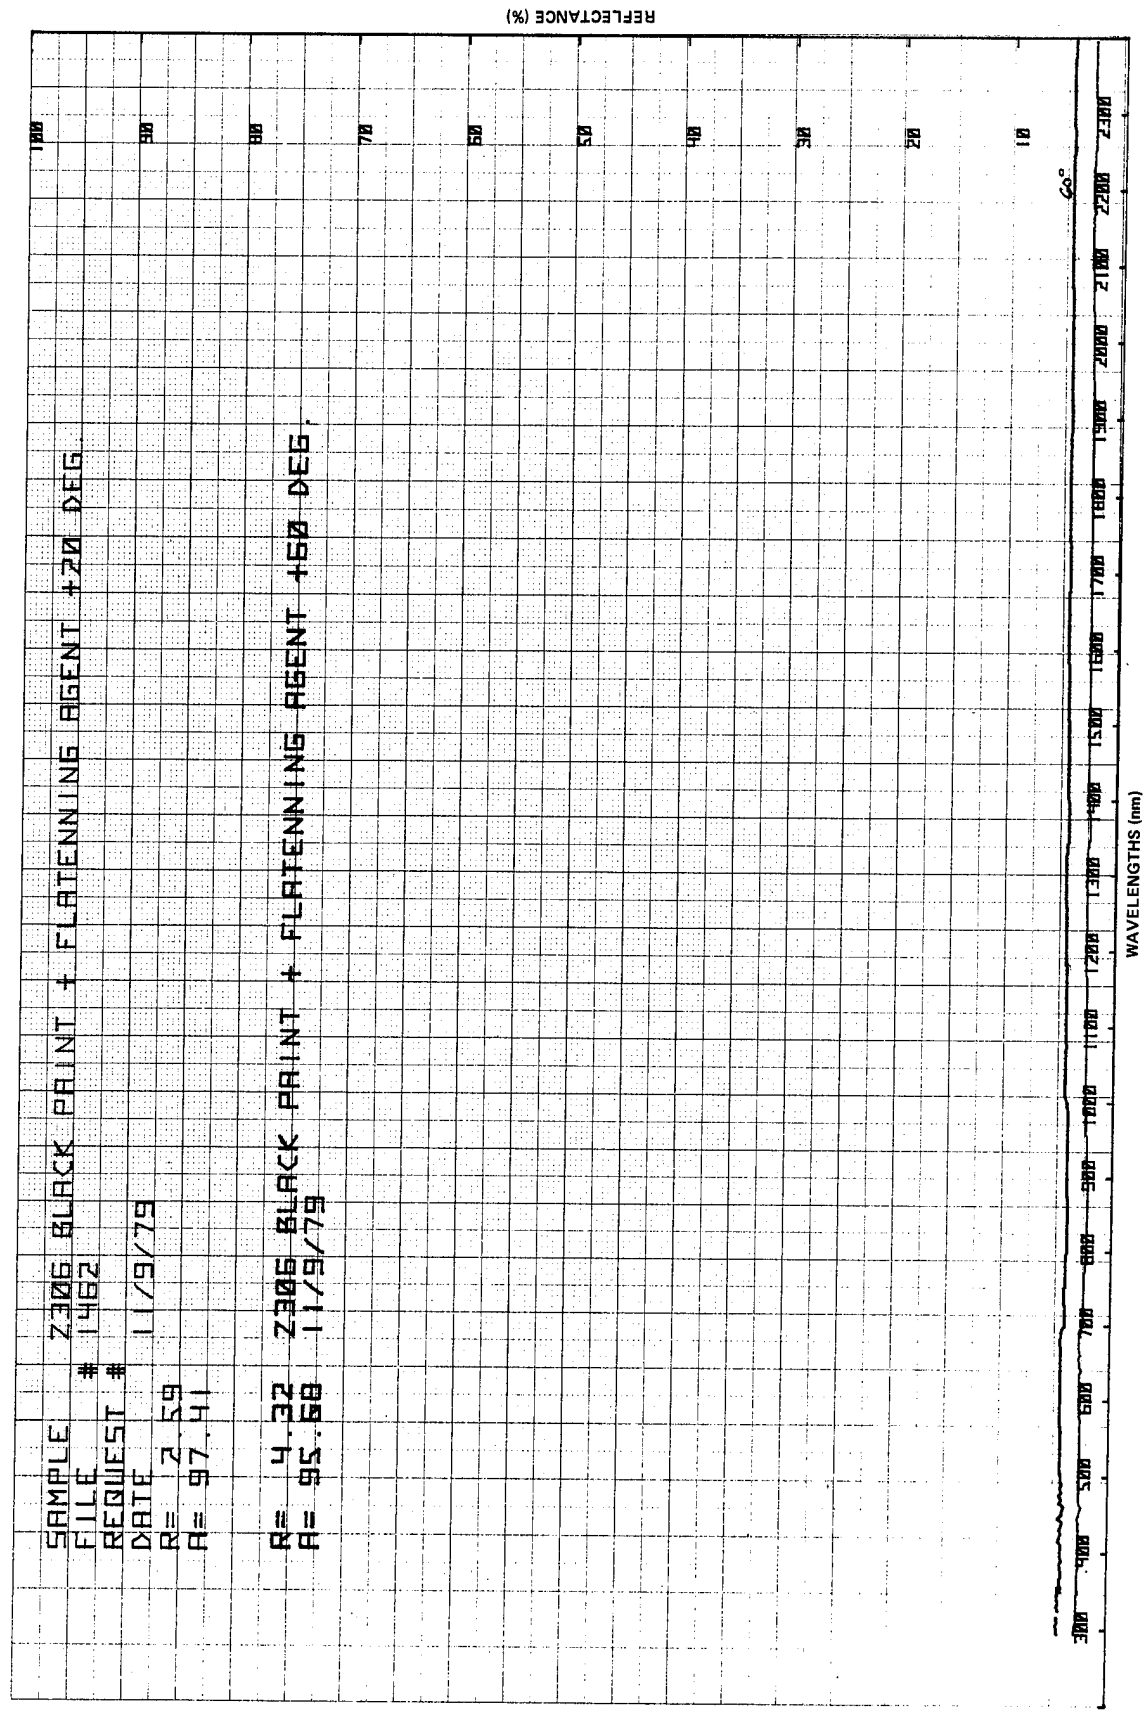 SAMPLE Z306 BLACK PAINT + FLATENNING AGENT +20 DEG.
FILE # 1462
REQUEST #
DATE 11/9/79
R= 2.59
A= 97.41
R= 4.32 Z306 BLACK PAINT + FLATENNING AGENT +60 DEG.
A= 95.68 11/9/79
REFLECTANCE (%)
100
90
80
70
60
50
40
30
20
10
60°
300 400 500 600 700 800 900 1000 1100 1200 1300 1400 1500 1600 1700 1800 1900 2000 2100 2200 2300
WAVELENGTHS (nm)